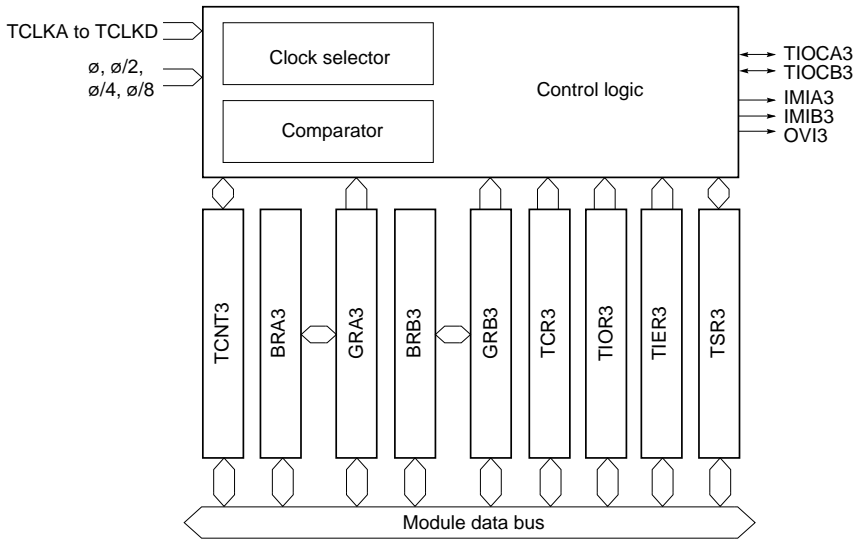 TCLKA to TCLKD
ø, ø/2,
ø/4, ø/8
Clock selector
Comparator
Control logic
TIOCA3
TIOCB3
IMIA3
IMIB3
OVI3
TCNT3
BRA3
GRA3
BRB3
GRB3
TCR3
TIOR3
TIER3
TSR3
Module data bus